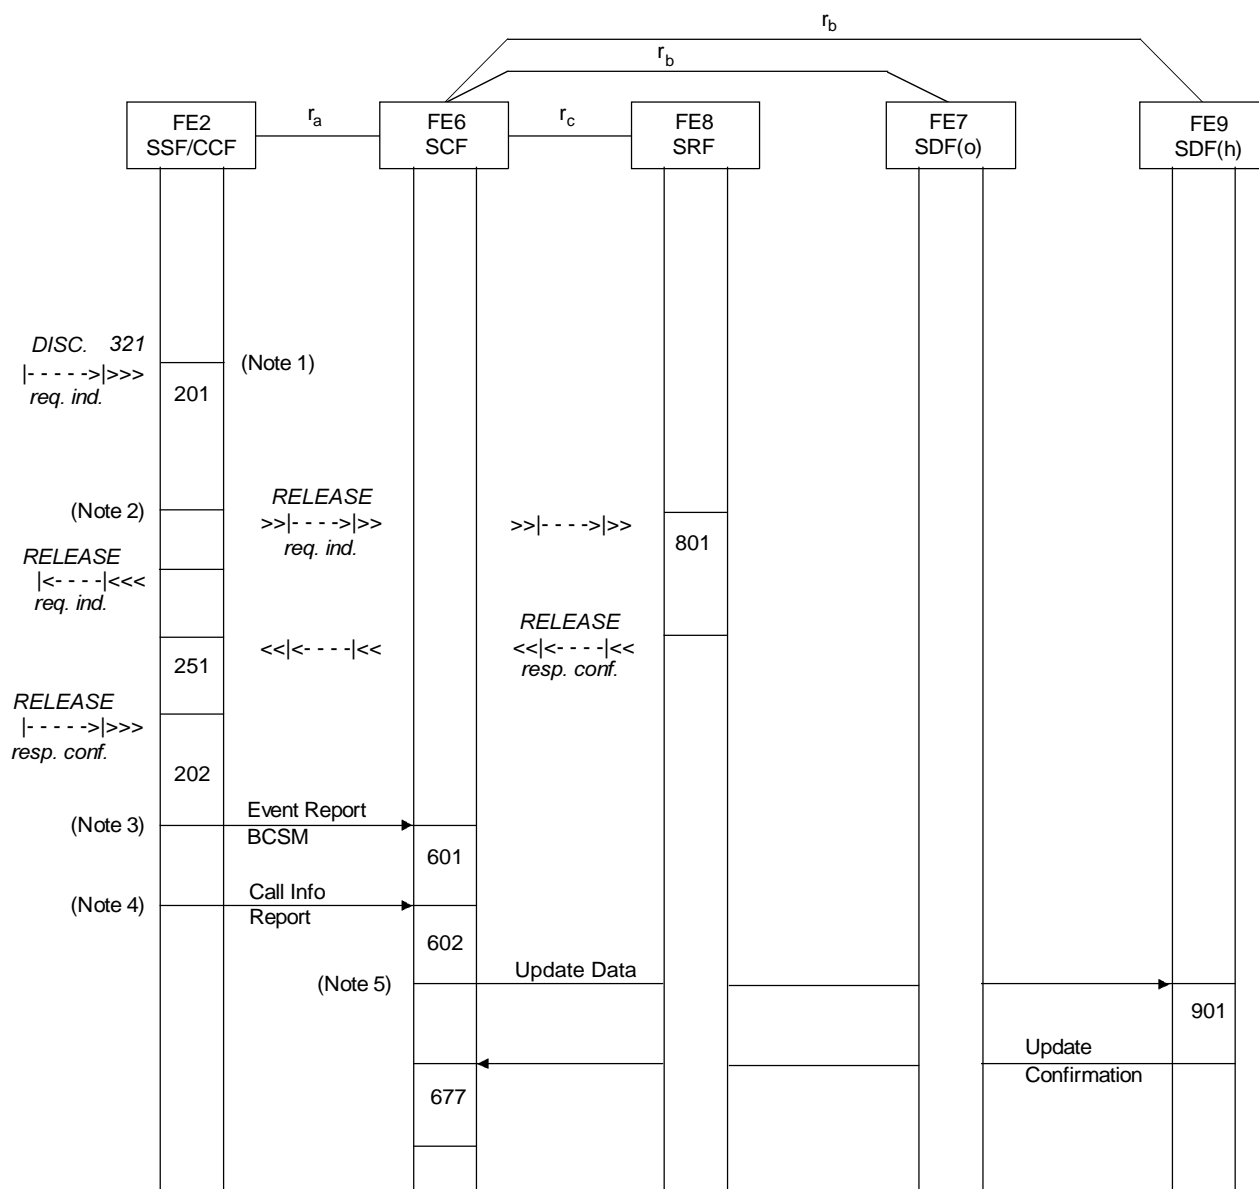 rb
rb
FE2
SSF/CCF
ra
FE6
SCF
rc
FE8
SRF
FE7
SDF(o)
FE9
SDF(h)
DISC. 321
|- - - - ->|>>>
req. ind.
(Note 1)
201
(Note 2)
RELEASE
>>|- - - ->|>>
req. ind.
>>|- - - ->|>>
801
RELEASE
|<- - - -|<<<
req. ind.
251
<<|<- - - -|<<
RELEASE
<<|<- - - -|<<
resp. conf.
RELEASE
|- - - - ->|>>>
resp. conf.
202
(Note 3)
Event Report
BCSM
601
(Note 4)
Call Info
Report
602
(Note 5)
Update Data
901
Update
Confirmation
677